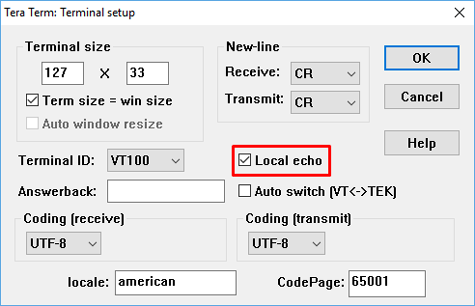 Tera Term: Terminal setup
Terminal size
127 X 33
Term size = win size
Auto window resize
New-line
Receive: CR
Transmit: CR
OK
Cancel
Help
Terminal ID: VT100
Local echo
Answerback:
Auto switch (VT<->TEK)
Coding (receive)
UTF-8
Coding (transmit)
UTF-8
locale: american
CodePage: 65001